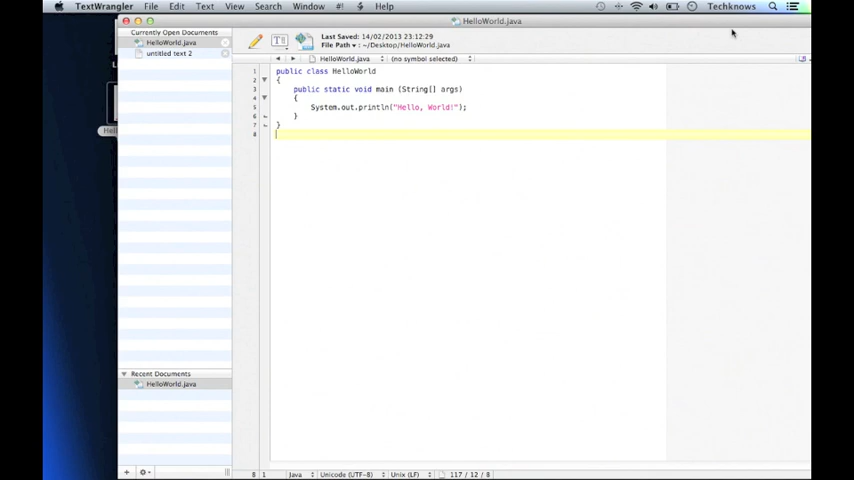 TextWrangler File Edit Text View Search Window #! Help Techknows
HelloWorld.java
Currently Open Documents
HelloWorld.java
untitled text 2
Last Saved: 14/02/2013 23:12:29
File Path : ~/Desktop/HelloWorld.java
HelloWorld.java (no symbol selected)
1 public class HelloWorld
2 {
3 public static void main (String[] args)
4 {
5 System.out.println("Hello, World!");
6 }
7 }
8
Recent Documents
HelloWorld.java
8 1 Java Unicode (UTF-8) Unix (LF) 117 / 12 / 8